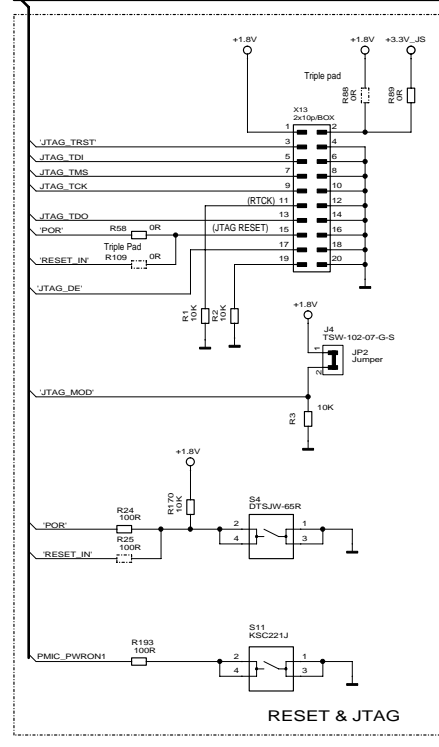 +1.8V
+1.8V
+3.3V_JS
Triple pad
R88
0R
R89
0R
X13
2x10p/BOX
1
2
'JTAG_TRST'
3
4
JTAG_TDI
5
6
JTAG_TMS
7
8
JTAG_TCK
9
10
(RTCK)
11
12
JTAG_TDO
13
14
'POR'
R58
0R
(JTAG RESET)
15
16
Triple Pad
17
18
'RESET_IN'
R109
0R
19
20
'JTAG_DE'
R1
10K
R2
10K
+1.8V
J4
TSW-102-07-G-S
1
JP2
Jumper
2
'JTAG_MOD'
R3
10K
+1.8V
R170
10K
S4
DTSJW-65R
R24
100R
'POR'
2
1
4
3
R25
100R
'RESET_IN'
S11
KSC221J
R193
100R
PMIC_PWRON1
2
1
4
3
RESET & JTAG